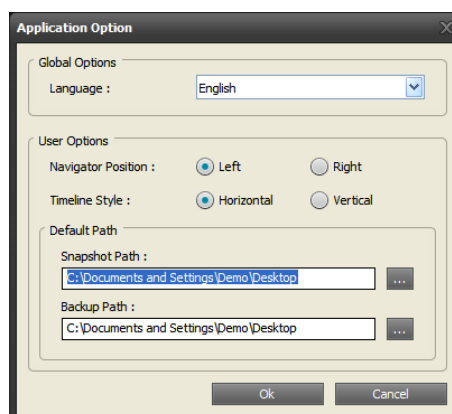 Application Option
Global Options
Language : English
User Options
Navigator Position : Left Right
Timeline Style : Horizontal Vertical
Default Path
Snapshot Path :
C:\Documents and Settings\Demo\Desktop ...
Backup Path :
C:\Documents and Settings\Demo\Desktop ...
Ok Cancel